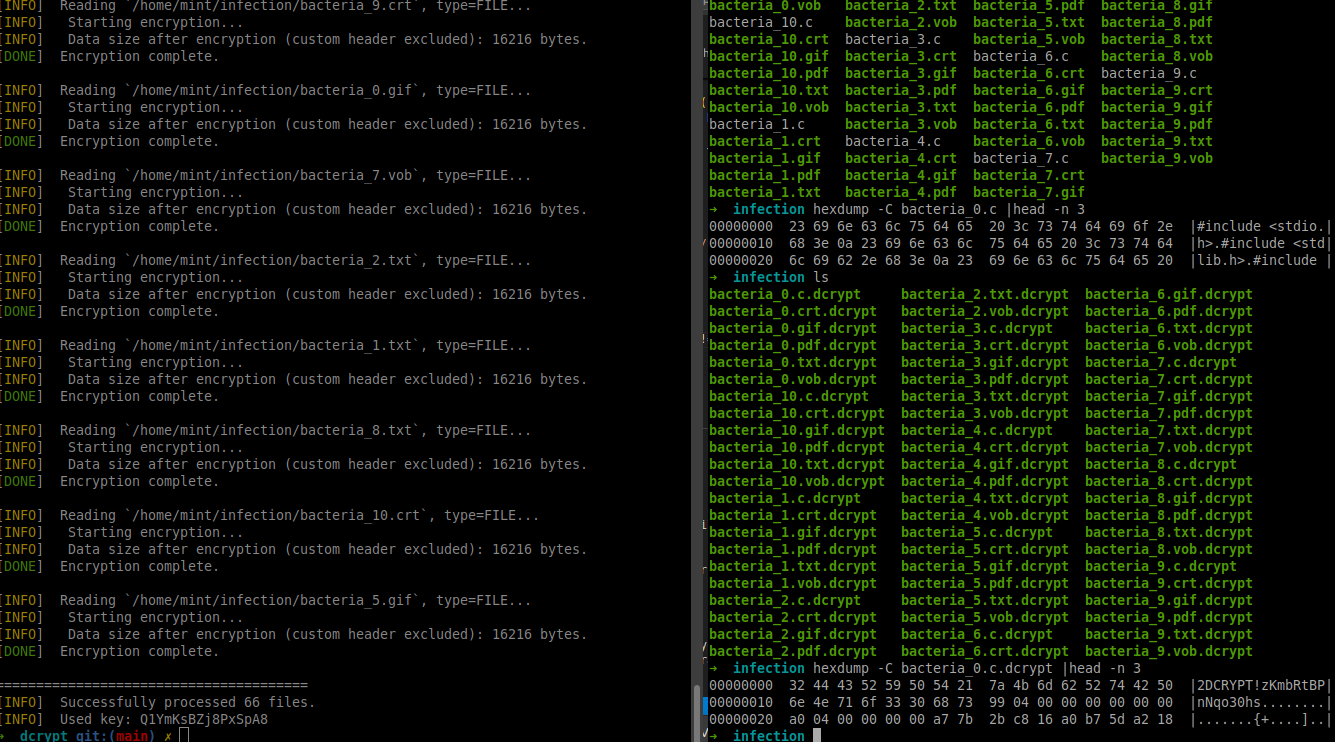 [INFO]  Reading `/home/mint/infection/bacteria_9.crt`, type=FILE...
[INFO]   Starting encryption...
[INFO]   Data size after encryption (custom header excluded): 16216 bytes.
[DONE]  Encryption complete.
[INFO]  Reading `/home/mint/infection/bacteria_0.gif`, type=FILE...
[INFO]   Starting encryption...
[INFO]   Data size after encryption (custom header excluded): 16216 bytes.
[DONE]  Encryption complete.
[INFO]  Reading `/home/mint/infection/bacteria_7.vob`, type=FILE...
[INFO]   Starting encryption...
[INFO]   Data size after encryption (custom header excluded): 16216 bytes.
[DONE]  Encryption complete.
[INFO]  Reading `/home/mint/infection/bacteria_2.txt`, type=FILE...
[INFO]   Starting encryption...
[INFO]   Data size after encryption (custom header excluded): 16216 bytes.
[DONE]  Encryption complete.
[INFO]  Reading `/home/mint/infection/bacteria_1.txt`, type=FILE...
[INFO]   Starting encryption...
[INFO]   Data size after encryption (custom header excluded): 16216 bytes.
[DONE]  Encryption complete.
[INFO]  Reading `/home/mint/infection/bacteria_8.txt`, type=FILE...
[INFO]   Starting encryption...
[INFO]   Data size after encryption (custom header excluded): 16216 bytes.
[DONE]  Encryption complete.
[INFO]  Reading `/home/mint/infection/bacteria_10.crt`, type=FILE...
[INFO]   Starting encryption...
[INFO]   Data size after encryption (custom header excluded): 16216 bytes.
[DONE]  Encryption complete.
[INFO]  Reading `/home/mint/infection/bacteria_5.gif`, type=FILE...
[INFO]   Starting encryption...
[INFO]   Data size after encryption (custom header excluded): 16216 bytes.
[DONE]  Encryption complete.
======================================
[INFO]  Successfully processed 66 files.
[INFO]  Used key: Q1YmKsBZj8PxSpA8
➜  dcrypt git:(main) ✗
bacteria_0.vob   bacteria_2.txt  bacteria_5.pdf  bacteria_8.gif
bacteria_10.c    bacteria_2.vob  bacteria_5.txt  bacteria_8.pdf
bacteria_10.crt  bacteria_3.c    bacteria_5.vob  bacteria_8.txt
bacteria_10.gif  bacteria_3.crt  bacteria_6.c    bacteria_8.vob
bacteria_10.pdf  bacteria_3.gif  bacteria_6.crt  bacteria_9.c
bacteria_10.txt  bacteria_3.pdf  bacteria_6.gif  bacteria_9.crt
bacteria_10.vob  bacteria_3.txt  bacteria_6.pdf  bacteria_9.gif
bacteria_1.c     bacteria_3.vob  bacteria_6.txt  bacteria_9.pdf
bacteria_1.crt   bacteria_4.c    bacteria_6.vob  bacteria_9.txt
bacteria_1.gif   bacteria_4.crt  bacteria_7.c    bacteria_9.vob
bacteria_1.pdf   bacteria_4.gif  bacteria_7.crt
bacteria_1.txt   bacteria_4.pdf  bacteria_7.gif
➜  infection hexdump -C bacteria_0.c |head -n 3
00000000  23 69 6e 63 6c 75 64 65  20 3c 73 74 64 69 6f 2e  |#include <stdio.|
00000010  68 3e 0a 23 69 6e 63 6c  75 64 65 20 3c 73 74 64  |h>.#include <std|
00000020  6c 69 62 2e 68 3e 0a 23  69 6e 63 6c 75 64 65 20  |lib.h>.#include |
➜  infection ls
bacteria_0.c.dcrypt     bacteria_2.txt.dcrypt  bacteria_6.gif.dcrypt
bacteria_0.crt.dcrypt   bacteria_2.vob.dcrypt  bacteria_6.pdf.dcrypt
bacteria_0.gif.dcrypt   bacteria_3.c.dcrypt    bacteria_6.txt.dcrypt
bacteria_0.pdf.dcrypt   bacteria_3.crt.dcrypt  bacteria_6.vob.dcrypt
bacteria_0.txt.dcrypt   bacteria_3.gif.dcrypt  bacteria_7.c.dcrypt
bacteria_0.vob.dcrypt   bacteria_3.pdf.dcrypt  bacteria_7.crt.dcrypt
bacteria_10.c.dcrypt    bacteria_3.txt.dcrypt  bacteria_7.gif.dcrypt
bacteria_10.crt.dcrypt  bacteria_3.vob.dcrypt  bacteria_7.pdf.dcrypt
bacteria_10.gif.dcrypt  bacteria_4.c.dcrypt    bacteria_7.txt.dcrypt
bacteria_10.pdf.dcrypt  bacteria_4.crt.dcrypt  bacteria_7.vob.dcrypt
bacteria_10.txt.dcrypt  bacteria_4.gif.dcrypt  bacteria_8.c.dcrypt
bacteria_10.vob.dcrypt  bacteria_4.pdf.dcrypt  bacteria_8.crt.dcrypt
bacteria_1.c.dcrypt     bacteria_4.txt.dcrypt  bacteria_8.gif.dcrypt
bacteria_1.crt.dcrypt   bacteria_4.vob.dcrypt  bacteria_8.pdf.dcrypt
bacteria_1.gif.dcrypt   bacteria_5.c.dcrypt    bacteria_8.txt.dcrypt
bacteria_1.pdf.dcrypt   bacteria_5.crt.dcrypt  bacteria_8.vob.dcrypt
bacteria_1.txt.dcrypt   bacteria_5.gif.dcrypt  bacteria_9.c.dcrypt
bacteria_1.vob.dcrypt   bacteria_5.pdf.dcrypt  bacteria_9.crt.dcrypt
bacteria_2.c.dcrypt     bacteria_5.txt.dcrypt  bacteria_9.gif.dcrypt
bacteria_2.crt.dcrypt   bacteria_5.vob.dcrypt  bacteria_9.pdf.dcrypt
bacteria_2.gif.dcrypt   bacteria_6.c.dcrypt    bacteria_9.txt.dcrypt
bacteria_2.pdf.dcrypt   bacteria_6.crt.dcrypt  bacteria_9.vob.dcrypt
➜  infection hexdump -C bacteria_0.c.dcrypt |head -n 3
00000000  32 44 43 52 59 50 54 21  7a 4b 6d 62 52 74 42 50  |2DCRYPT!zKmbRtBP|
00000010  6e 4e 71 6f 33 30 68 73  99 04 00 00 00 00 00 00  |nNqo30hs........|
00000020  a0 04 00 00 00 00 a7 7b  2b c8 16 a0 b7 5d a2 18  |.......{+....]..|
➜  infection